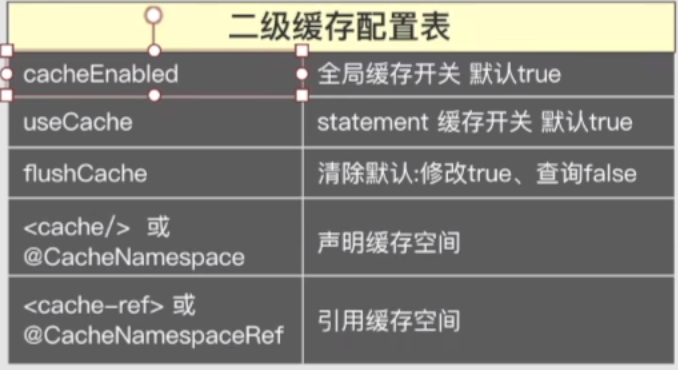 二级缓存配置表
cacheEnabled 全局缓存开关 默认true
useCache statement 缓存开关 默认true
flushCache 清除默认:修改true、查询false
<cache/> 或
@CacheNamespace 声明缓存空间
<cache-ref> 或
@CacheNamespaceRef 引用缓存空间